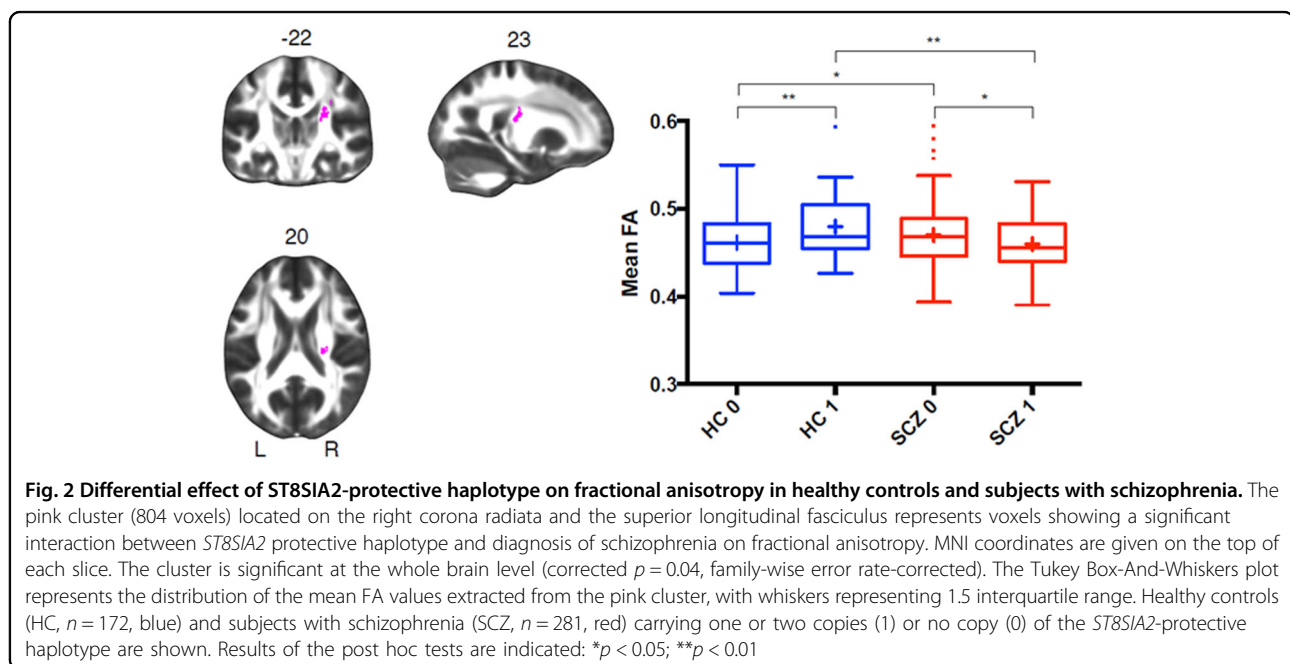 -22
23
20
L R
**
*
** *
0.6
0.5
0.4
0.3
Mean FA
HC 0
HC 1
SCZ 0
SCZ 1
Fig. 2 Differential effect of ST8SIA2-protective haplotype on fractional anisotropy in healthy controls and subjects with schizophrenia. The
pink cluster (804 voxels) located on the right corona radiata and the superior longitudinal fasciculus represents voxels showing a significant
interaction between ST8SIA2 protective haplotype and diagnosis of schizophrenia on fractional anisotropy. MNI coordinates are given on the top of
each slice. The cluster is significant at the whole brain level (corrected p = 0.04, family-wise error rate-corrected). The Tukey Box-And-Whiskers plot
represents the distribution of the mean FA values extracted from the pink cluster, with whiskers representing 1.5 interquartile range. Healthy controls
(HC, n = 172, blue) and subjects with schizophrenia (SCZ, n = 281, red) carrying one or two copies (1) or no copy (0) of the ST8SIA2-protective
haplotype are shown. Results of the post hoc tests are indicated: *p < 0.05; **p < 0.01